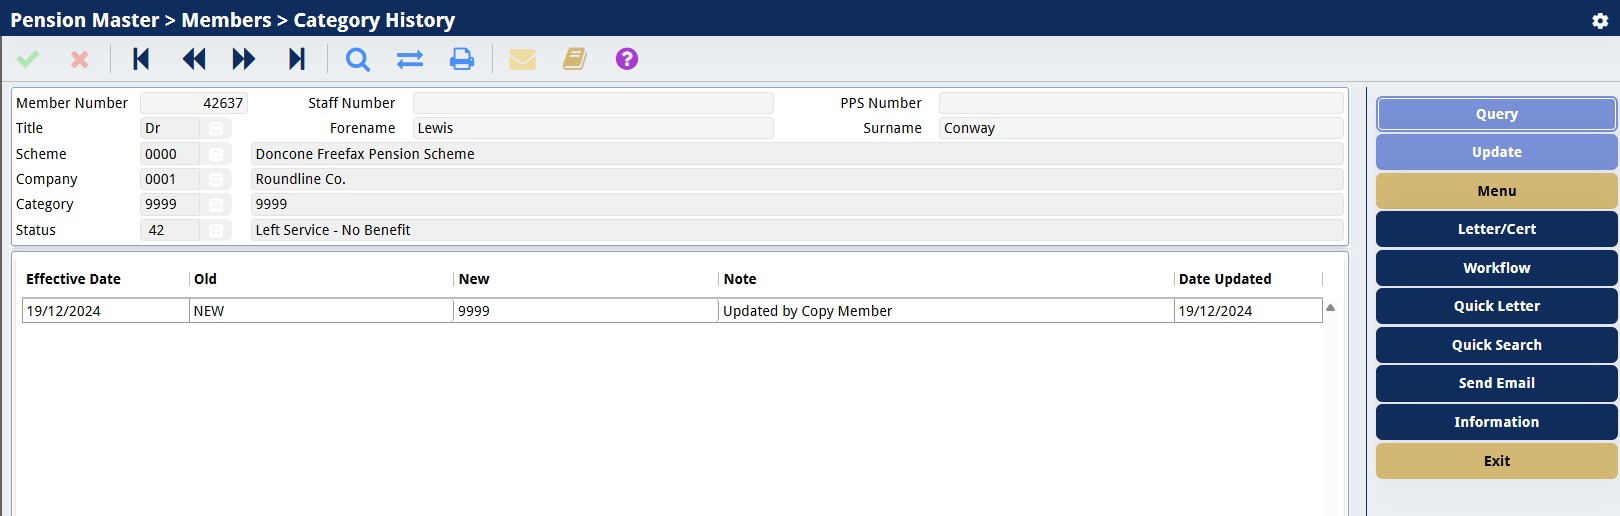 Pension Master > Members > Category History
Member Number 42637 Staff Number PPS Number
Title Dr Forename Lewis Surname Conway
Scheme 0000 Doncone Freefax Pension Scheme
Company 0001 Roundline Co.
Category 9999 9999
Status 42 Left Service - No Benefit
Effective Date Old New Note Date Updated
19/12/2024 NEW 9999 Updated by Copy Member 19/12/2024
Query
Update
Menu
Letter/Cert
Workflow
Quick Letter
Quick Search
Send Email
Information
Exit